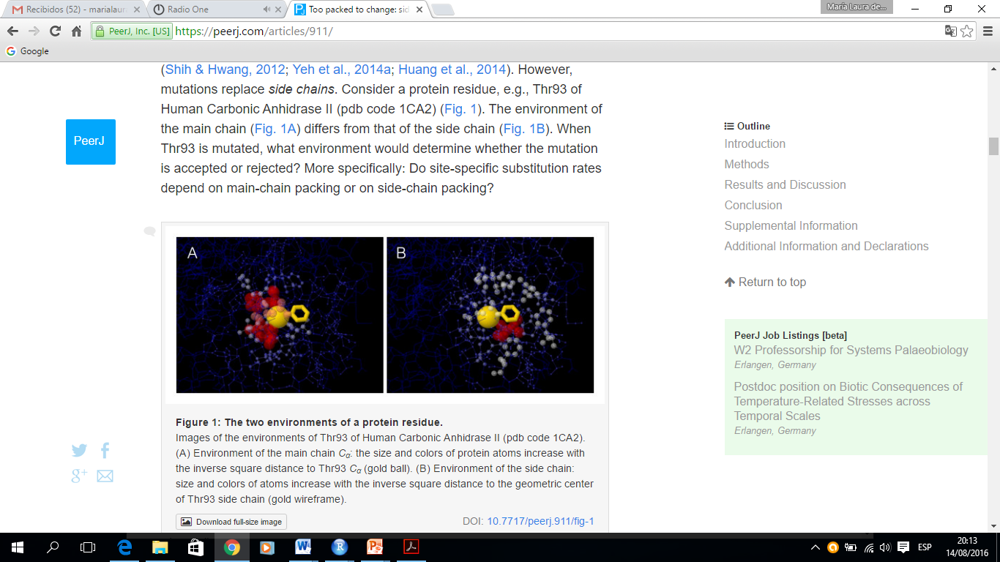 Recibidos (52) - marialaur
Radio One
Too packed to change: sid
María Laura de...
PeerJ, Inc. [US] https://peerj.com/articles/911/
Google
(Shih & Hwang, 2012; Yeh et al., 2014a; Huang et al., 2014). However,
mutations replace side chains. Consider a protein residue, e.g., Thr93 of
Human Carbonic Anhidrase II (pdb code 1CA2) (Fig. 1). The environment of
the main chain (Fig. 1A) differs from that of the side chain (Fig. 1B). When
Thr93 is mutated, what environment would determine whether the mutation
is accepted or rejected? More specifically: Do site-specific substitution rates
depend on main-chain packing or on side-chain packing?
PeerJ
A
B
Figure 1: The two environments of a protein residue.
Images of the environments of Thr93 of Human Carbonic Anhidrase II (pdb code 1CA2).
(A) Environment of the main chain Cα: the size and colors of protein atoms increase with
the inverse square distance to Thr93 Cα (gold ball). (B) Environment of the side chain:
size and colors of atoms increase with the inverse square distance to the geometric center
of Thr93 side chain (gold wireframe).
Download full-size image
DOI: 10.7717/peerj.911/fig-1
Outline
Introduction
Methods
Results and Discussion
Conclusion
Supplemental Information
Additional Information and Declarations
Return to top
PeerJ Job Listings [beta]
W2 Professorship for Systems Palaeobiology
Erlangen, Germany
Postdoc position on Biotic Consequences of
Temperature-Related Stresses across
Temporal Scales
Erlangen, Germany
ESP
20:13
14/08/2016